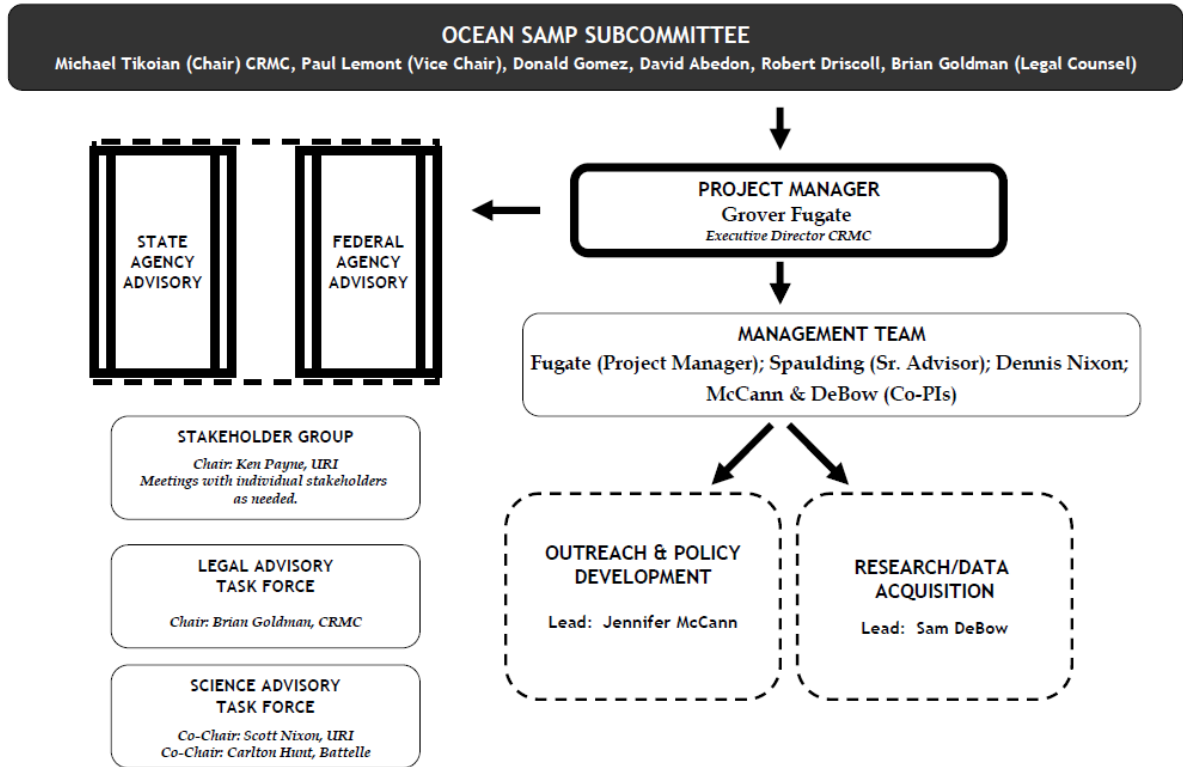 OCEAN SAMP SUBCOMMITTEE
Michael Tikoian (Chair) CRMC, Paul Lemont (Vice Chair), Donald Gomez, David Abedon, Robert Driscoll, Brian Goldman (Legal Counsel)
PROJECT MANAGER
Grover Fugate
Executive Director CRMC
STATE
AGENCY
ADVISORY
FEDERAL
AGENCY
ADVISORY
MANAGEMENT TEAM
Fugate (Project Manager); Spaulding (Sr. Advisor); Dennis Nixon;
McCann & DeBow (Co-PIs)
STAKEHOLDER GROUP
Chair: Ken Payne, URI
Meetings with individual stakeholders
as needed.
LEGAL ADVISORY
TASK FORCE
Chair: Brian Goldman, CRMC
SCIENCE ADVISORY
TASK FORCE
Co-Chair: Scott Nixon, URI
Co-Chair: Carlton Hunt, Battelle
OUTREACH & POLICY
DEVELOPMENT
Lead: Jennifer McCann
RESEARCH/DATA
ACQUISITION
Lead: Sam DeBow